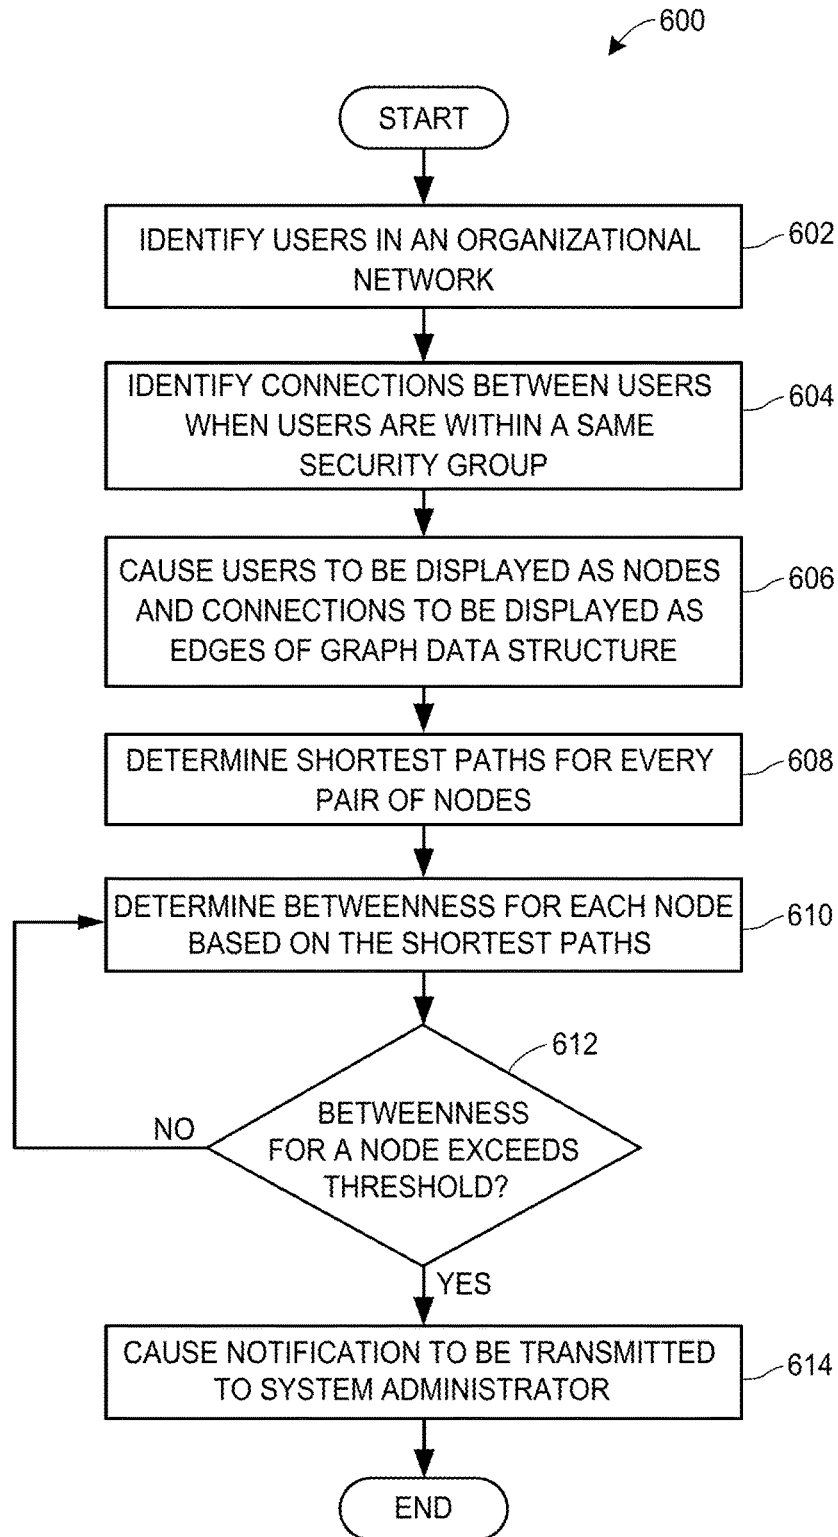 600
START
IDENTIFY USERS IN AN ORGANIZATIONAL
NETWORK
602
IDENTIFY CONNECTIONS BETWEEN USERS
WHEN USERS ARE WITHIN A SAME
SECURITY GROUP
604
CAUSE USERS TO BE DISPLAYED AS NODES
AND CONNECTIONS TO BE DISPLAYED AS
EDGES OF GRAPH DATA STRUCTURE
606
DETERMINE SHORTEST PATHS FOR EVERY
PAIR OF NODES
608
DETERMINE BETWEENNESS FOR EACH NODE
BASED ON THE SHORTEST PATHS
610
612
BETWEENNESS
FOR A NODE EXCEEDS
THRESHOLD?
NO
YES
CAUSE NOTIFICATION TO BE TRANSMITTED
TO SYSTEM ADMINISTRATOR
614
END